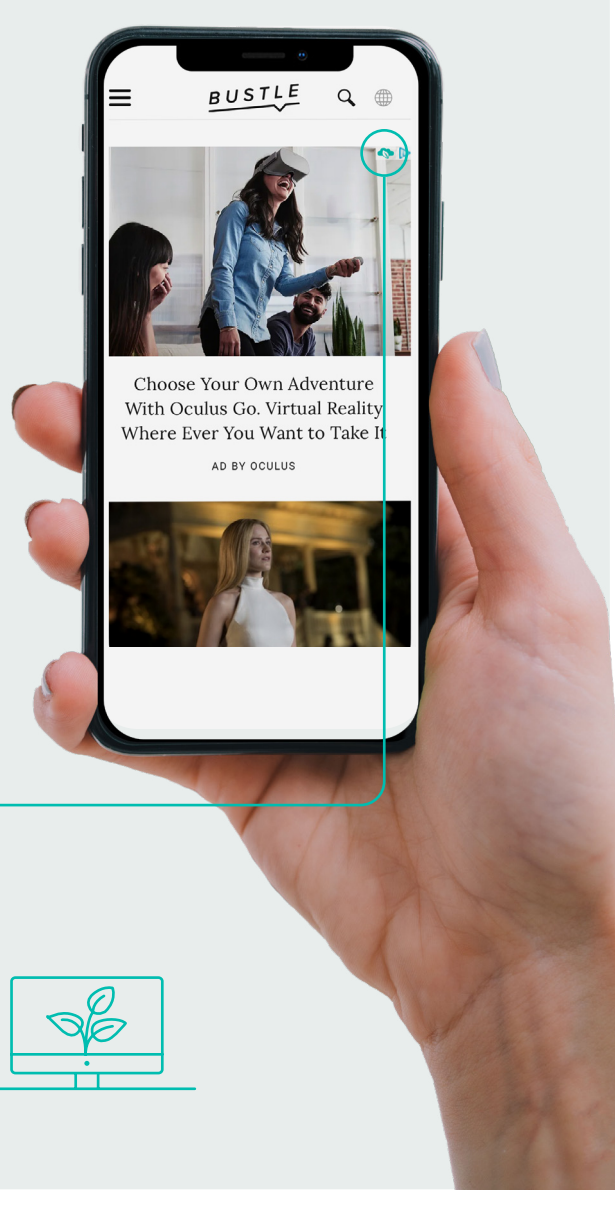 BUSTLE
Choose Your Own Adventure
With Oculus Go. Virtual Reality
Where Ever You Want to Take It
AD BY OCULUS